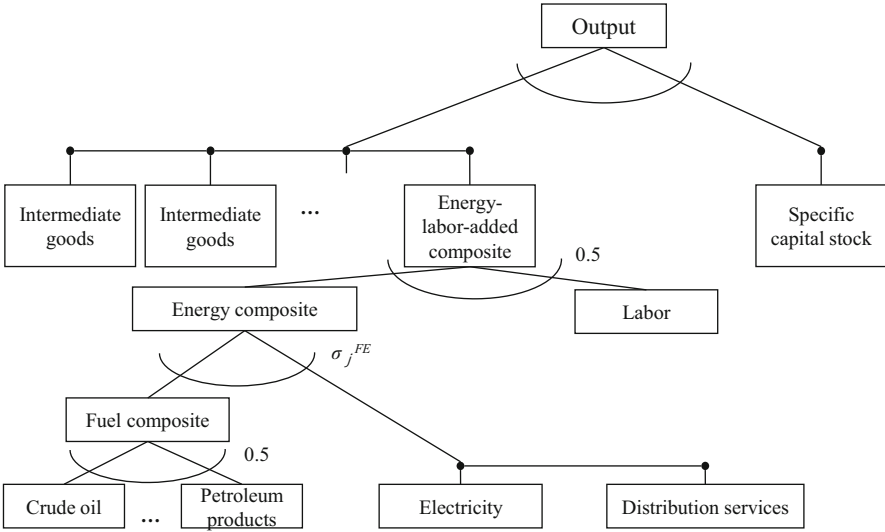 Output
Intermediate
goods
Intermediate
goods
...
Energy-
labor-added
composite
Specific
capital stock
0.5
Energy composite
Labor
σ j FE
Fuel composite
0.5
Crude oil
...
Petroleum
products
Electricity
Distribution services